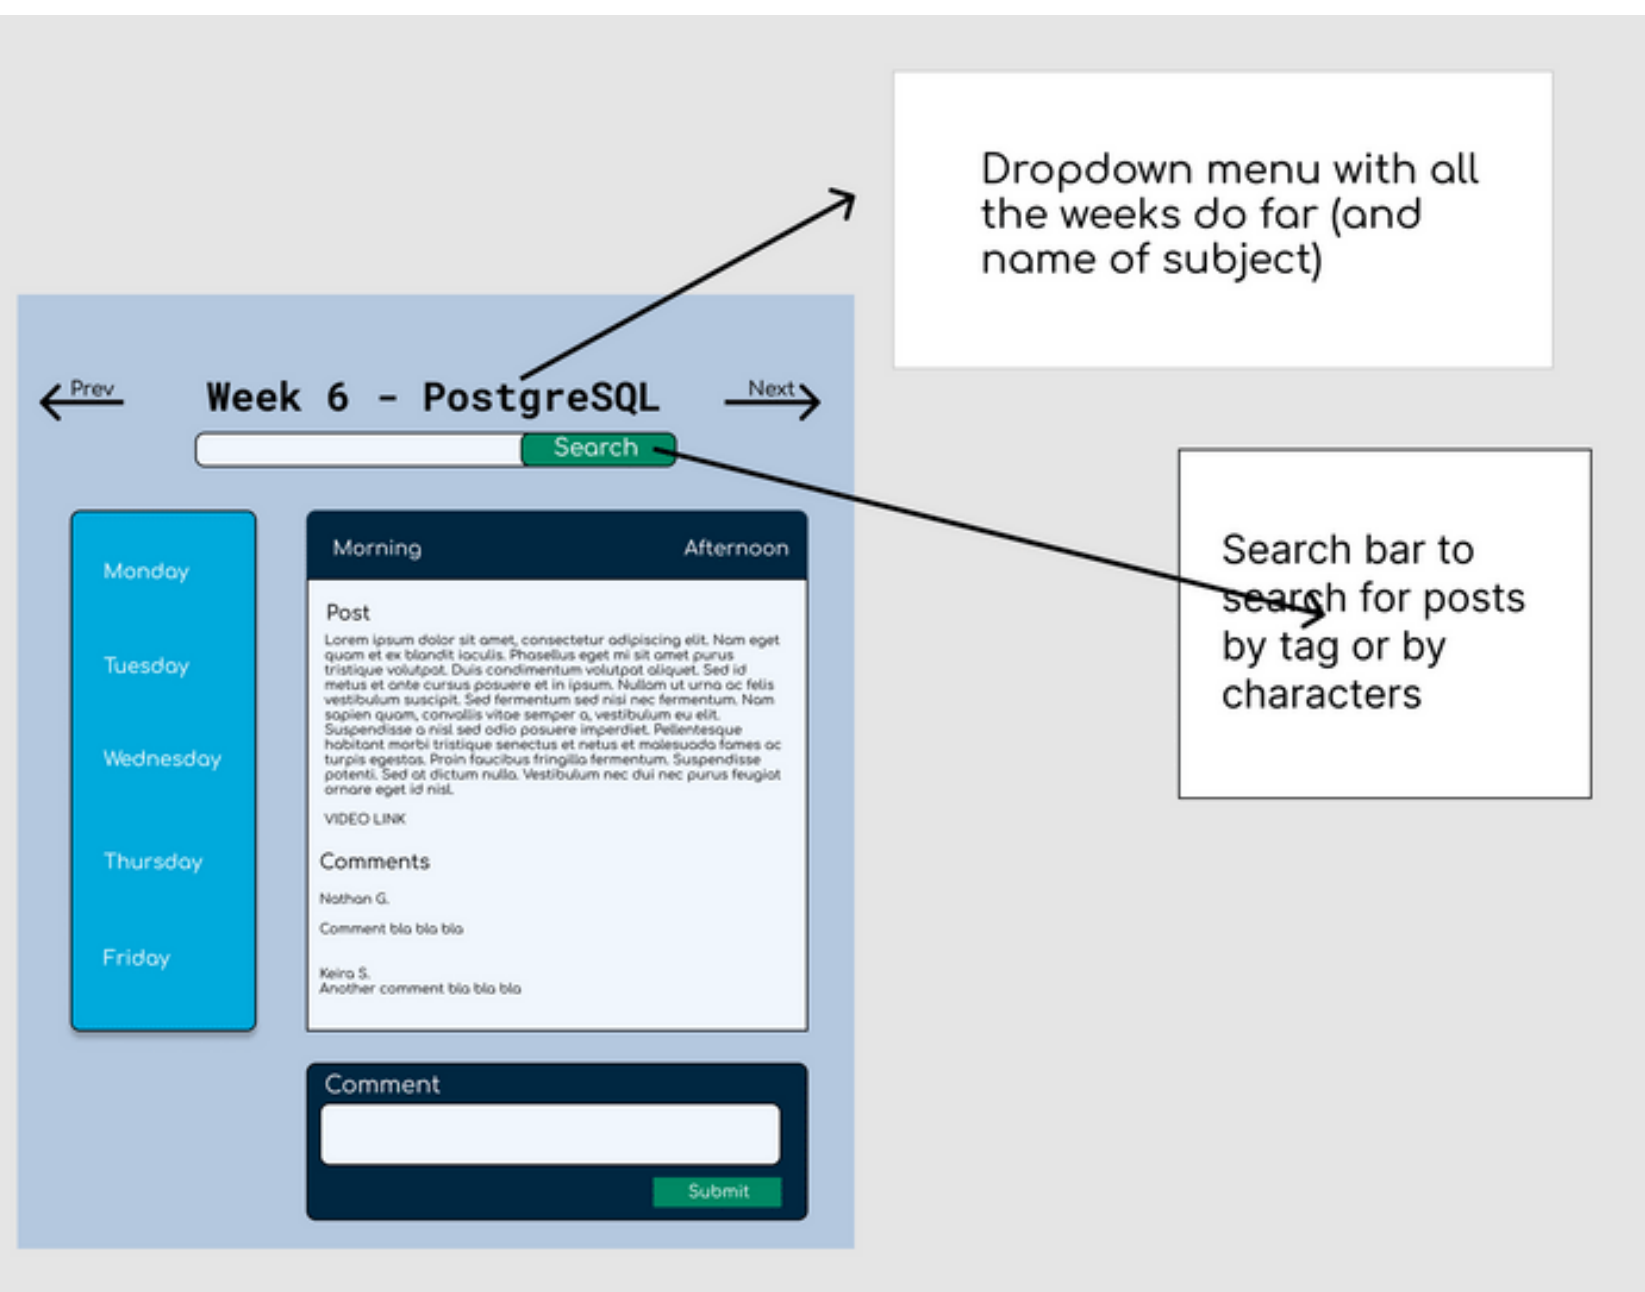 Dropdown menu with all
the weeks do far (and
name of subject)
Prev
Week 6 - PostgreSQL
Next
Search
Search bar to
search for posts
by tag or by
characters
Monday
Tuesday
Wednesday
Thursday
Friday
Morning
Afternoon
Post
Lorem ipsum dolor sit amet, consectetur adipiscing elit. Nam eget
quam et ex blandit iaculis. Phasellus eget mi sit amet purus
tristique volutpat. Duis condimentum volutpat aliquet. Sed id
metus et ante cursus posuere et in ipsum. Nullam ut urna ac felis
vestibulum suscipit. Sed fermentum sed nisi nec fermentum. Nam
sapien quam, convallis vitae semper a, vestibulum eu elit.
Suspendisse a nisl sed odio posuere imperdiet. Pellentesque
habitant morbi tristique senectus et netus et malesuada fames ac
turpis egestas. Proin faucibus fringilla fermentum. Suspendisse
potenti. Sed at dictum nulla. Vestibulum nec dui nec purus feugiat
ornare eget id nisl.
VIDEO LINK
Comments
Nathan G.
Comment bla bla bla
Keira S.
Another comment bla bla bla
Comment
Submit